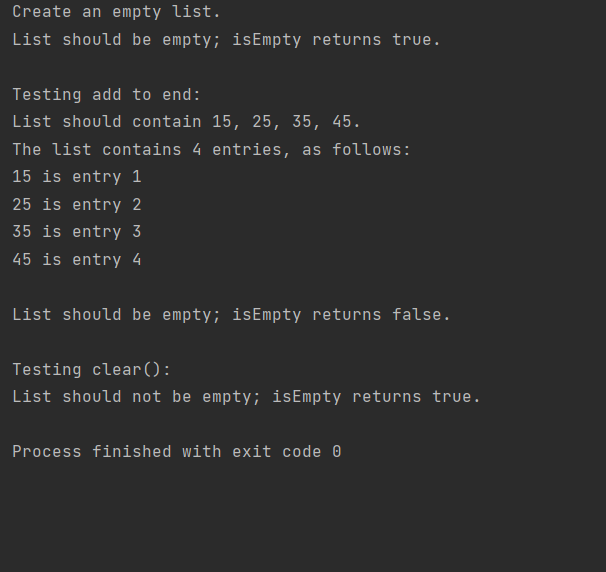 Create an empty list.
List should be empty; isEmpty returns true.
Testing add to end:
List should contain 15, 25, 35, 45.
The list contains 4 entries, as follows:
15 is entry 1
25 is entry 2
35 is entry 3
45 is entry 4
List should be empty; isEmpty returns false.
Testing clear():
List should not be empty; isEmpty returns true.
Process finished with exit code 0